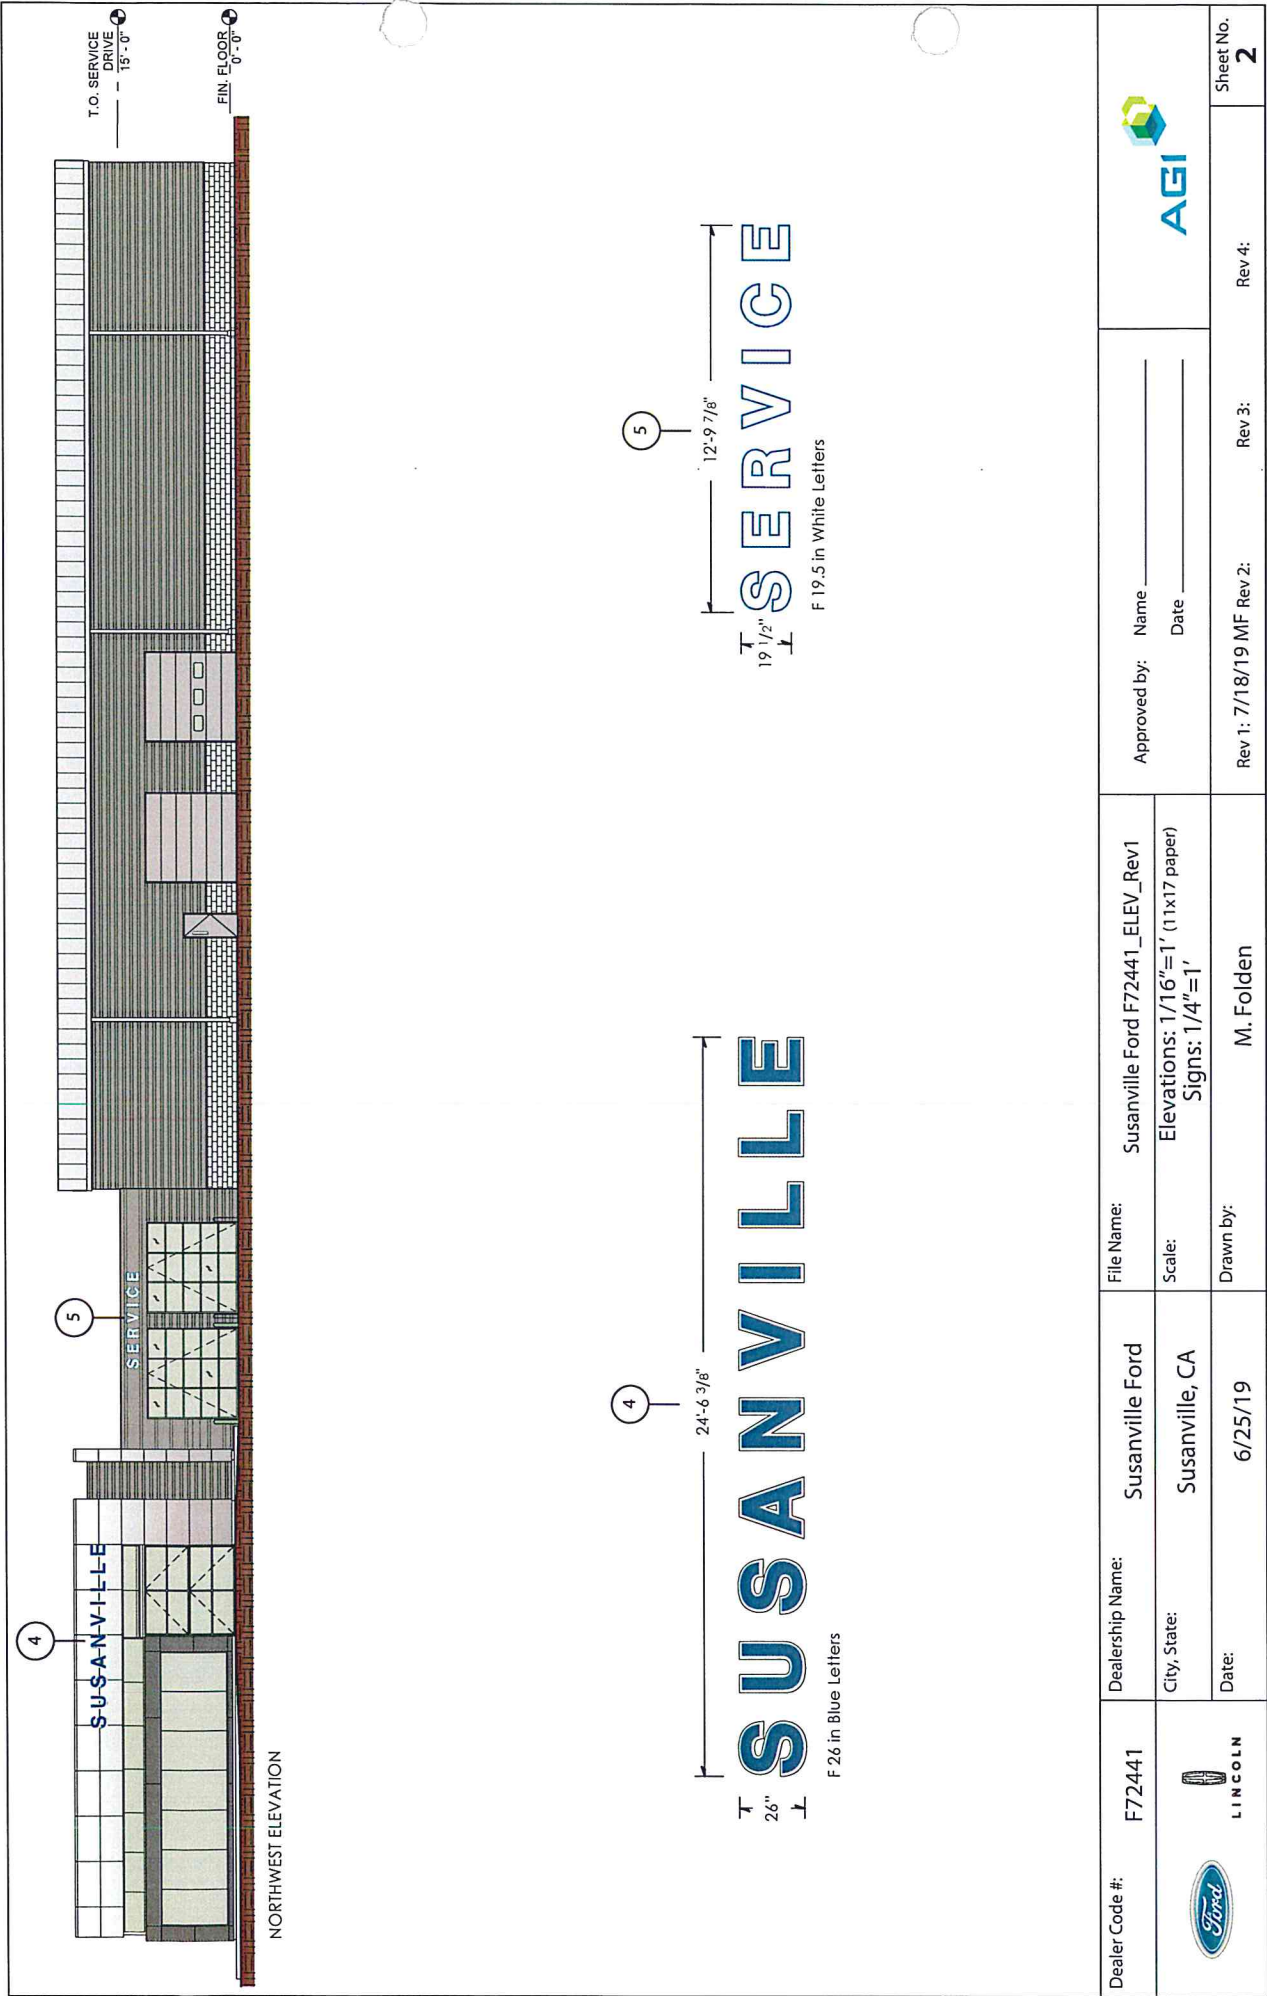 T.O. SERVICE
DRIVE
15' - 0"
FIN. FLOOR
0' - 0"
4
5
SUSANVILLE
SERVICE
NORTHWEST ELEVATION
4
24'-6 3/8"
26"
SUSANVILLE
F 26 in Blue Letters
5
12'-9 7/8"
19 1/2"
SERVICE
F 19.5 in White Letters
Dealer Code #:
F72441
Ford
LINCOLN
Dealership Name:
Susanville Ford
City, State:
Susanville, CA
Date:
6/25/19
File Name:
Susanville Ford F72441_ELEV_Rev1
Scale:
Elevations: 1/16"=1' (11x17 paper)
Signs: 1/4"=1'
Drawn by:
M. Folden
Approved by: Name
Date
Rev 1: 7/18/19 MF Rev 2:
Rev 3:
Rev 4:
AGI
Sheet No.
2